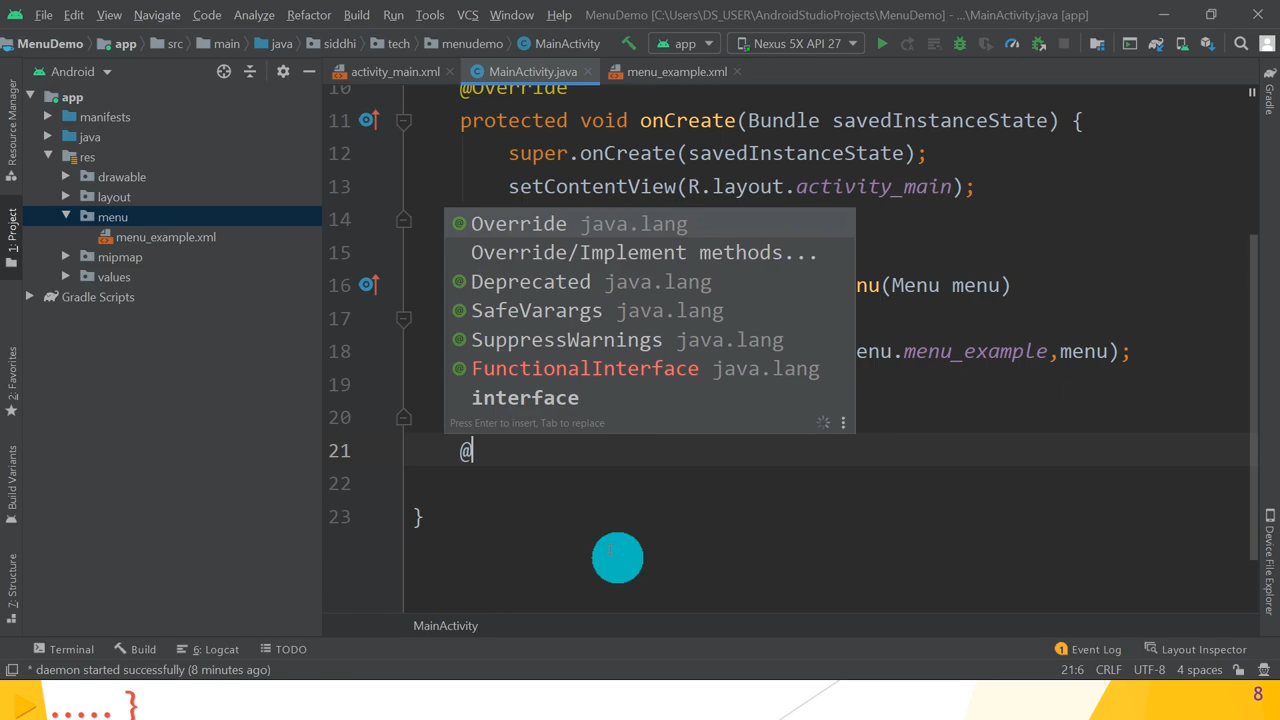 File Edit View Navigate Code Analyze Refactor Build Run Tools VCS Window Help MenuDemo [C:\Users\DS_USER\AndroidStudioProjects\MenuDemo] - ...\MainActivity.java [app]
MenuDemo app src main java siddhi tech menudemo MainActivity app Nexus 5X API 27
Android activity_main.xml MainActivity.java menu_example.xml
Resource Manager
1: Project
2: Favorites
Build Variants
7: Structure
app
manifests
java
res
drawable
layout
menu
menu_example.xml
mipmap
values
Gradle Scripts
10 @Override
11 protected void onCreate(Bundle savedInstanceState) {
12 super.onCreate(savedInstanceState);
13 setContentView(R.layout.activity_main);
14
15
16 nu(Menu menu)
17
18 enu.menu_example,menu);
19
20
21 @
22
23 }
Override java.lang
Override/Implement methods...
Deprecated java.lang
SafeVarargs java.lang
SuppressWarnings java.lang
FunctionalInterface java.lang
interface
Press Enter to insert, Tab to replace
Gradle
Device File Explorer
MainActivity
Terminal Build 6: Logcat TODO 1 Event Log Layout Inspector
* daemon started successfully (8 minutes ago) 21:6 CRLF UTF-8 4 spaces
..... }
8